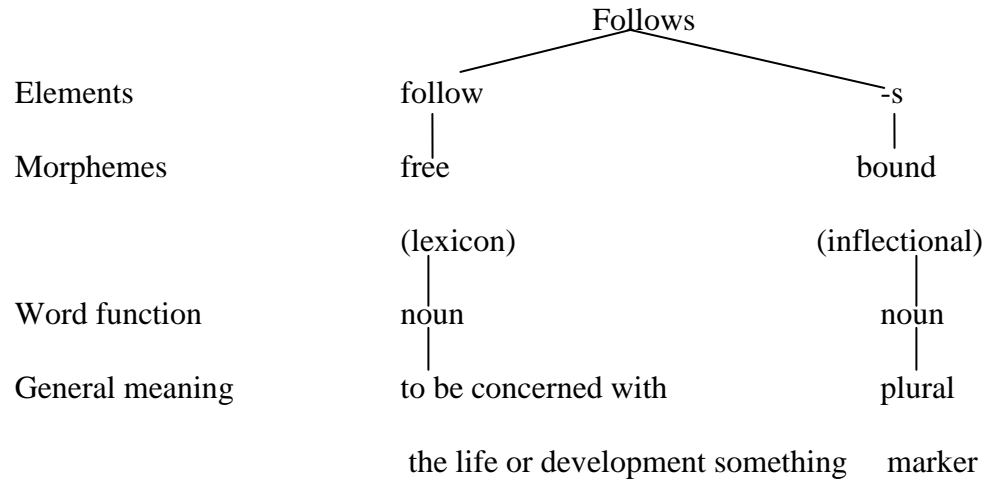 Follows
Elements follow -s
Morphemes free bound
(lexicon) (inflectional)
Word function noun noun
General meaning to be concerned with plural
the life or development something marker